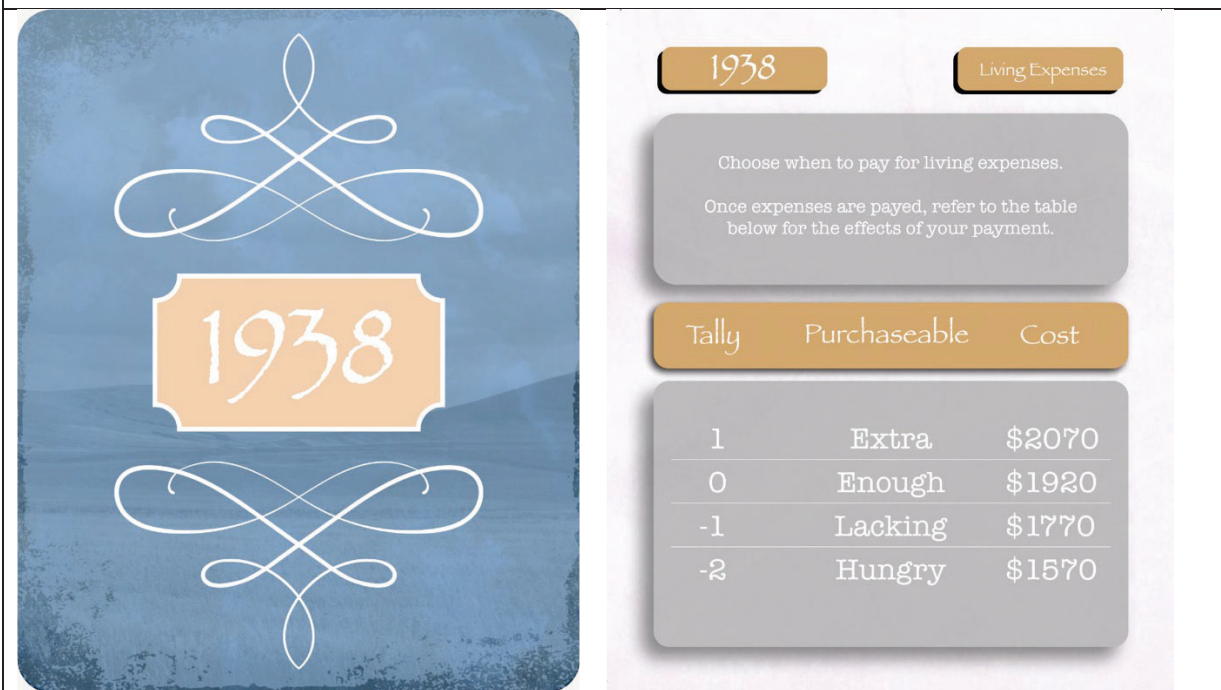 1938
1938
Living Expenses
Choose when to pay for living expenses.
Once expenses are payed, refer to the table
below for the effects of your payment.
Tally Purchaseable Cost
1 Extra $2070
0 Enough $1920
-1 Lacking $1770
-2 Hungry $1570